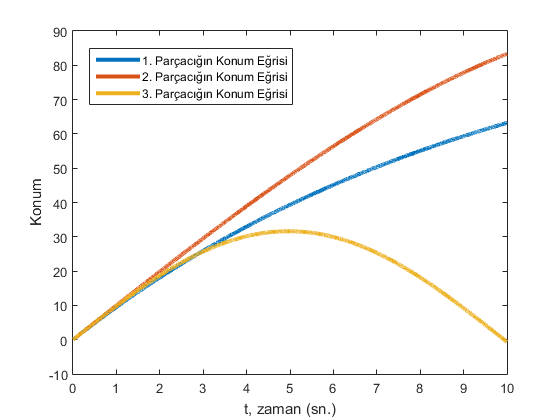 90
80
70
60
50
40
30
20
10
0
-10
Konum
1. Parçacığın Konum Eğrisi
2. Parçacığın Konum Eğrisi
3. Parçacığın Konum Eğrisi
0 1 2 3 4 5 6 7 8 9 10
t, zaman (sn.)